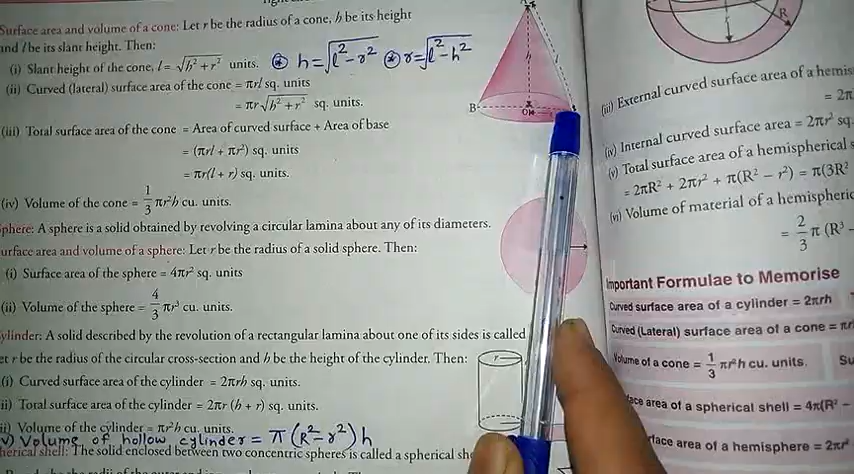 Surface area and volume of a cone: Let r be the radius of a cone, h be its height
and l be its slant height. Then:
(i) Slant height of the cone, l = √h² + r² units. ⊛ h = √l² - r² ⊛ r = √l² - h²
(ii) Curved (lateral) surface area of the cone = πrl sq. units
= πr√h² + r² sq. units.
(iii) Total surface area of the cone = Area of curved surface + Area of base
= (πrl + πr²) sq. units
= πr(l + r) sq. units.
(iv) Volume of the cone = 1/3 πr²h cu. units.
Sphere: A sphere is a solid obtained by revolving a circular lamina about any of its diameters.
urface area and volume of a sphere: Let r be the radius of a solid sphere. Then:
(i) Surface area of the sphere = 4πr² sq. units
(ii) Volume of the sphere = 4/3 πr³ cu. units.
ylinder: A solid described by the revolution of a rectangular lamina about one of its sides is called
et r be the radius of the circular cross-section and h be the height of the cylinder. Then:
(i) Curved surface area of the cylinder = 2πrh sq. units.
ii) Total surface area of the cylinder = 2πr (h + r) sq. units.
ii) Volume of the cylinder = πr²h cu. units.
v) Volume of hollow cylinder = π(R² - r²)h
herical shell: The solid enclosed between two concentric spheres is called a spherical she
A
h
l
B
O
r
r
R
(iii) External curved surface area of a hemis
= 2π
(iv) Internal curved surface area = 2πr² sq.
(v) Total surface area of a hemispherical s
= 2πR² + 2πr² + π(R² − r²) = π(3R²
(vi) Volume of material of a hemispheric
= 2/3 π (R³ −
Important Formulae to Memorise
Curved surface area of a cylinder = 2πrh
Curved (Lateral) surface area of a cone = πr
Volume of a cone = 1/3 πr²h cu. units.
Su
face area of a spherical shell = 4π(R² −
rface area of a hemisphere = 2πr²